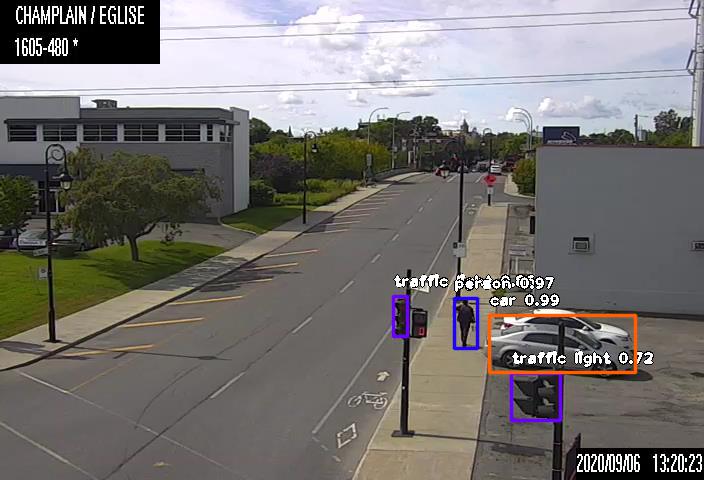 CHAMPLAIN / EGLISE
1605-480 *
person 0.97
car 0.99
traffic light 0.72
2020/09/06 13:20:23